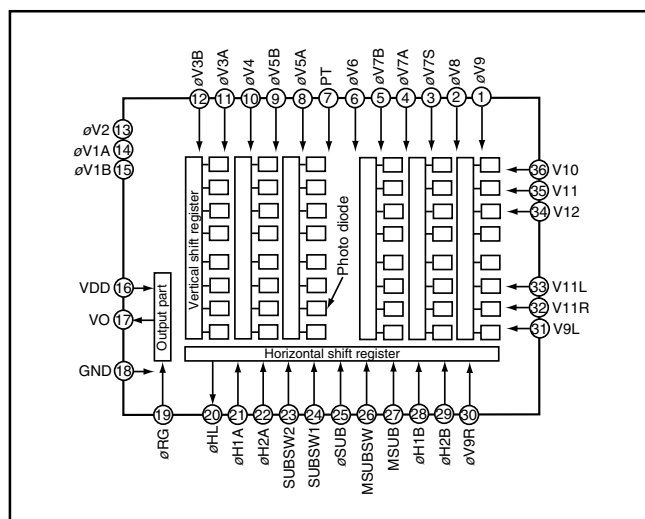 øV3B
øV3A
øV4
øV5B
øV5A
PT
øV6
øV7B
øV7A
øV7S
øV8
øV9
12
11
10
9
8
7
6
5
4
3
2
1
øV2 13
øV1A 14
øV1B 15
36 V10
35 V11
34 V12
Vertical shift register
Photo diode
VDD 16
VO 17
GND 18
Output part
33 V11L
32 V11R
31 V9L
Horizontal shift register
19
20
21
22
23
24
25
26
27
28
29
30
øRG
øHL
øH1A
øH2A
SUBSW2
SUBSW1
øSUB
MSUBSW
MSUB
øH1B
øH2B
øV9R